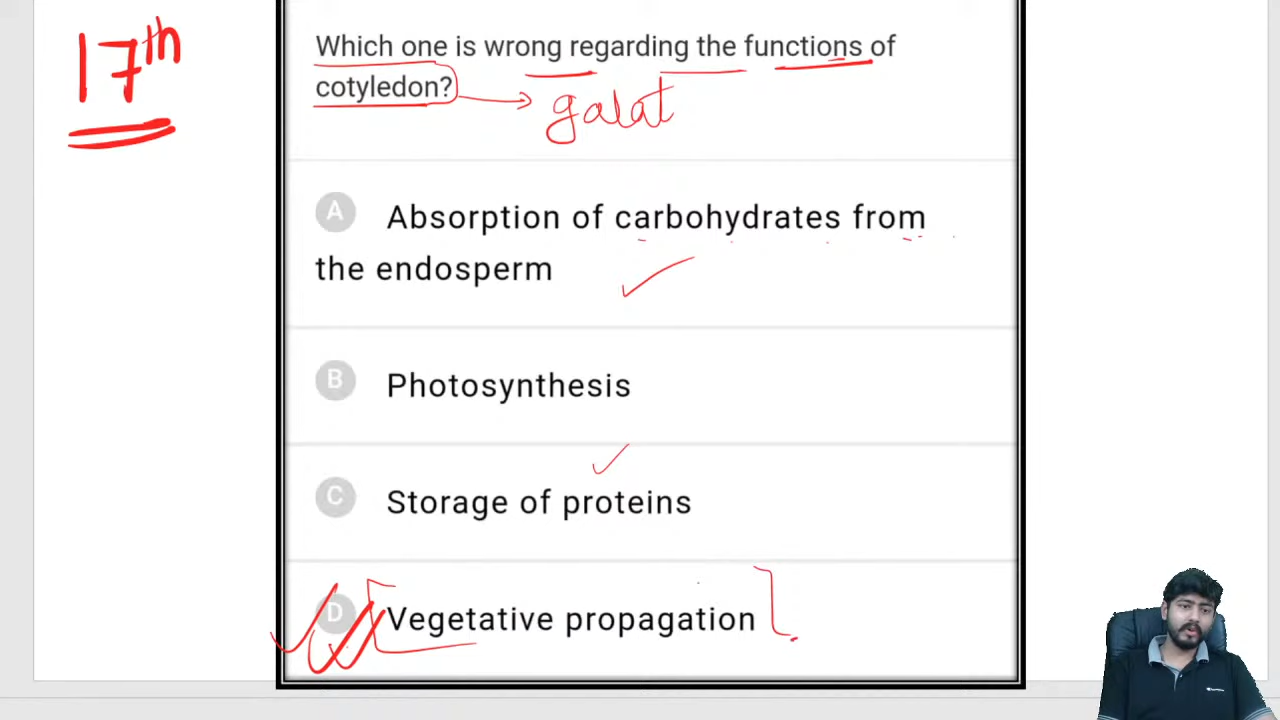 17th
Which one is wrong regarding the functions of
cotyledon?
galat
A Absorption of carbohydrates from
the endosperm
B Photosynthesis
C Storage of proteins
D Vegetative propagation